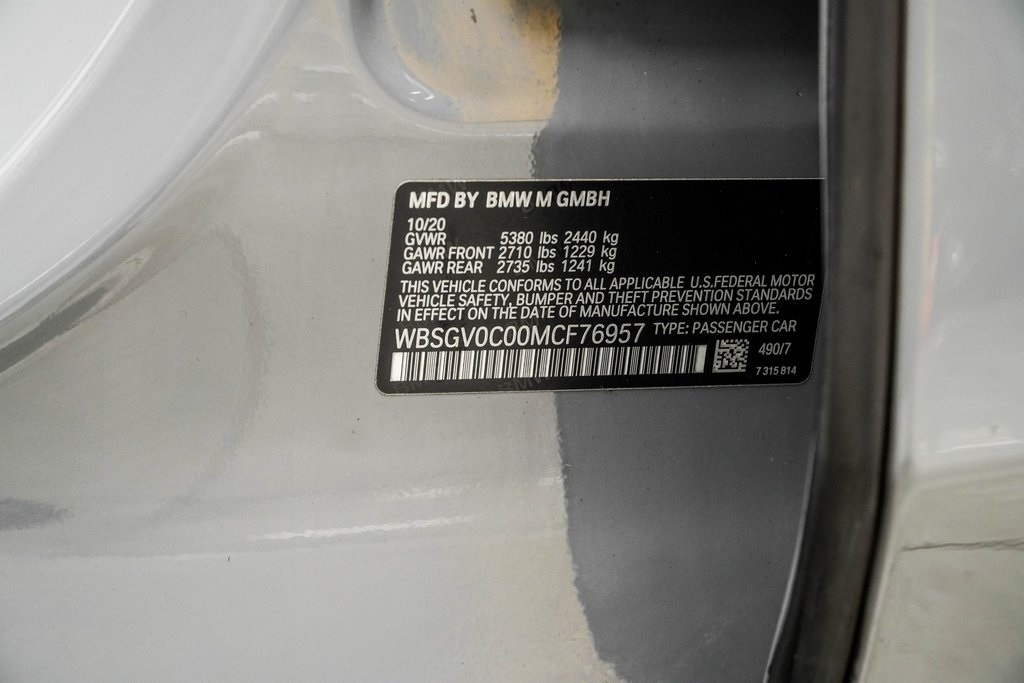 MFD BY BMW M GMBH
10/20
GVWR 5380 lbs 2440 kg
GAWR FRONT 2710 lbs 1229 kg
GAWR REAR 2735 lbs 1241 kg
THIS VEHICLE CONFORMS TO ALL APPLICABLE U.S.FEDERAL MOTOR
VEHICLE SAFETY, BUMPER AND THEFT PREVENTION STANDARDS
IN EFFECT ON THE DATE OF MANUFACTURE SHOWN ABOVE.
WBSGV0C00MCF76957 TYPE: PASSENGER CAR
490/7
7 315 814